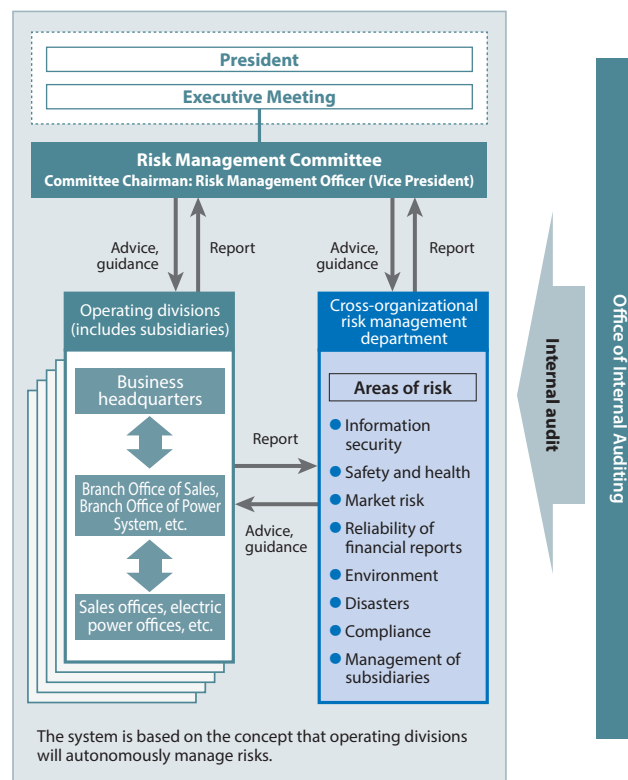 President
Executive Meeting
Risk Management Committee
Committee Chairman: Risk Management Officer (Vice President)
Advice,
guidance
Report
Advice,
guidance
Report
Operating divisions
(includes subsidiaries)
Business
headquarters
Branch Office of Sales,
Branch Office of Power
System, etc.
Sales offices, electric
power offices, etc.
Report
Advice,
guidance
Cross-organizational
risk management
department
Areas of risk
Information
security
Safety and health
Market risk
Reliability of
financial reports
Environment
Disasters
Compliance
Management of
subsidiaries
The system is based on the concept that operating divisions
will autonomously manage risks.
Internal audit
Office of Internal Auditing